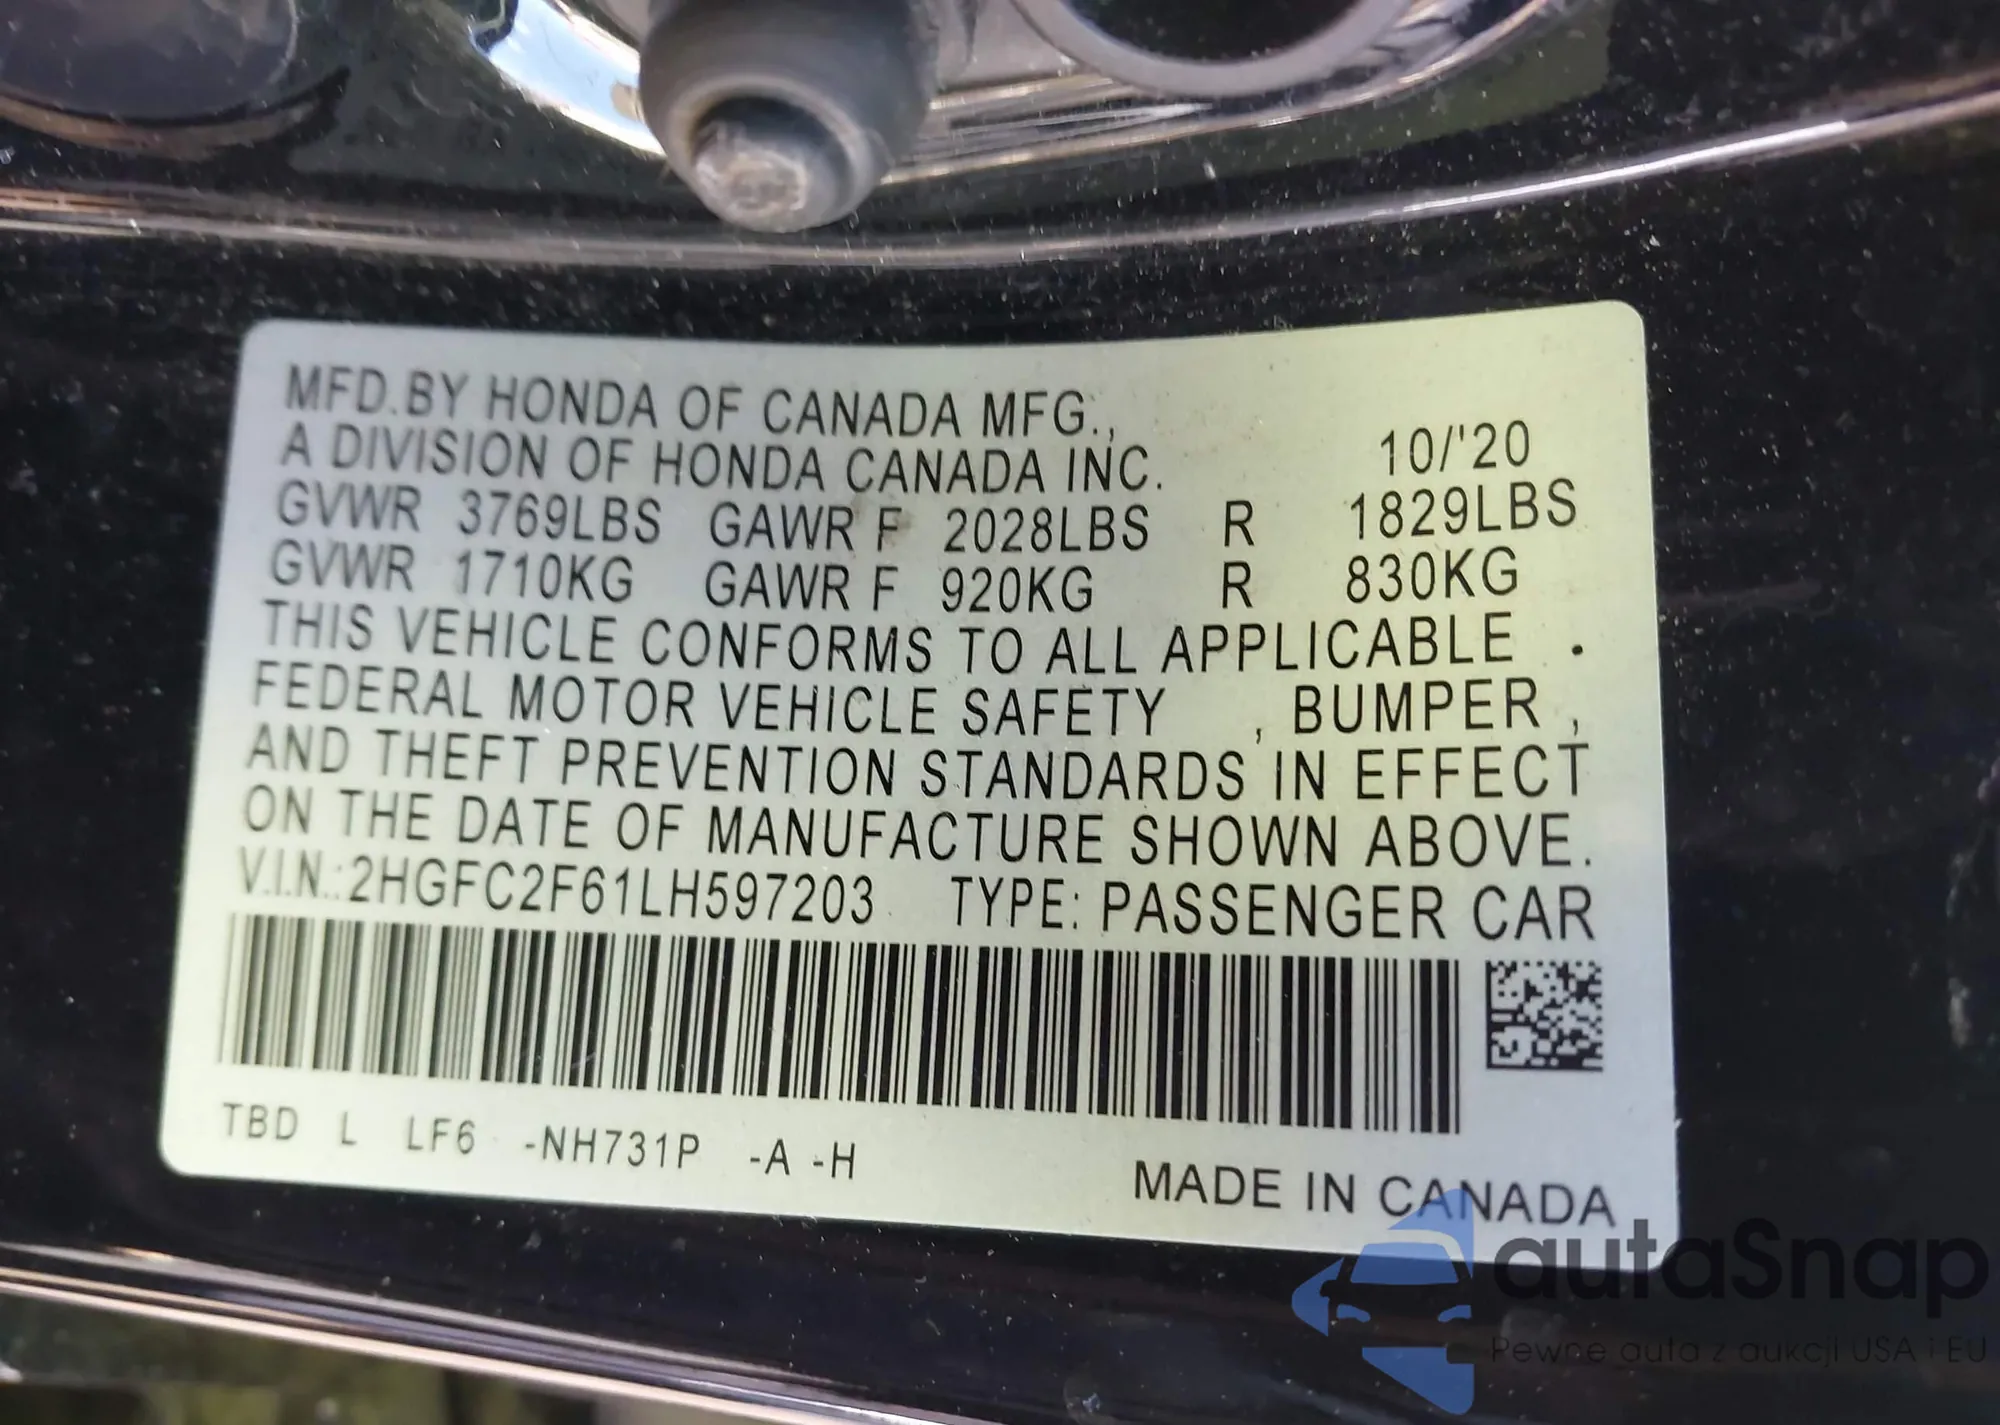 MFD.BY HONDA OF CANADA MFG.,
A DIVISION OF HONDA CANADA INC. 10/'20
GVWR 3769LBS GAWR F 2028LBS R 1829LBS
GVWR 1710KG GAWR F 920KG R 830KG
THIS VEHICLE CONFORMS TO ALL APPLICABLE .
FEDERAL MOTOR VEHICLE SAFETY , BUMPER ,
AND THEFT PREVENTION STANDARDS IN EFFECT
ON THE DATE OF MANUFACTURE SHOWN ABOVE.
V.I.N.:2HGFC2F61LH597203 TYPE: PASSENGER CAR
TBD L LF6 -NH731P -A -H
MADE IN CANADA
autaSnap
Pewne auta z aukcji USA i EU